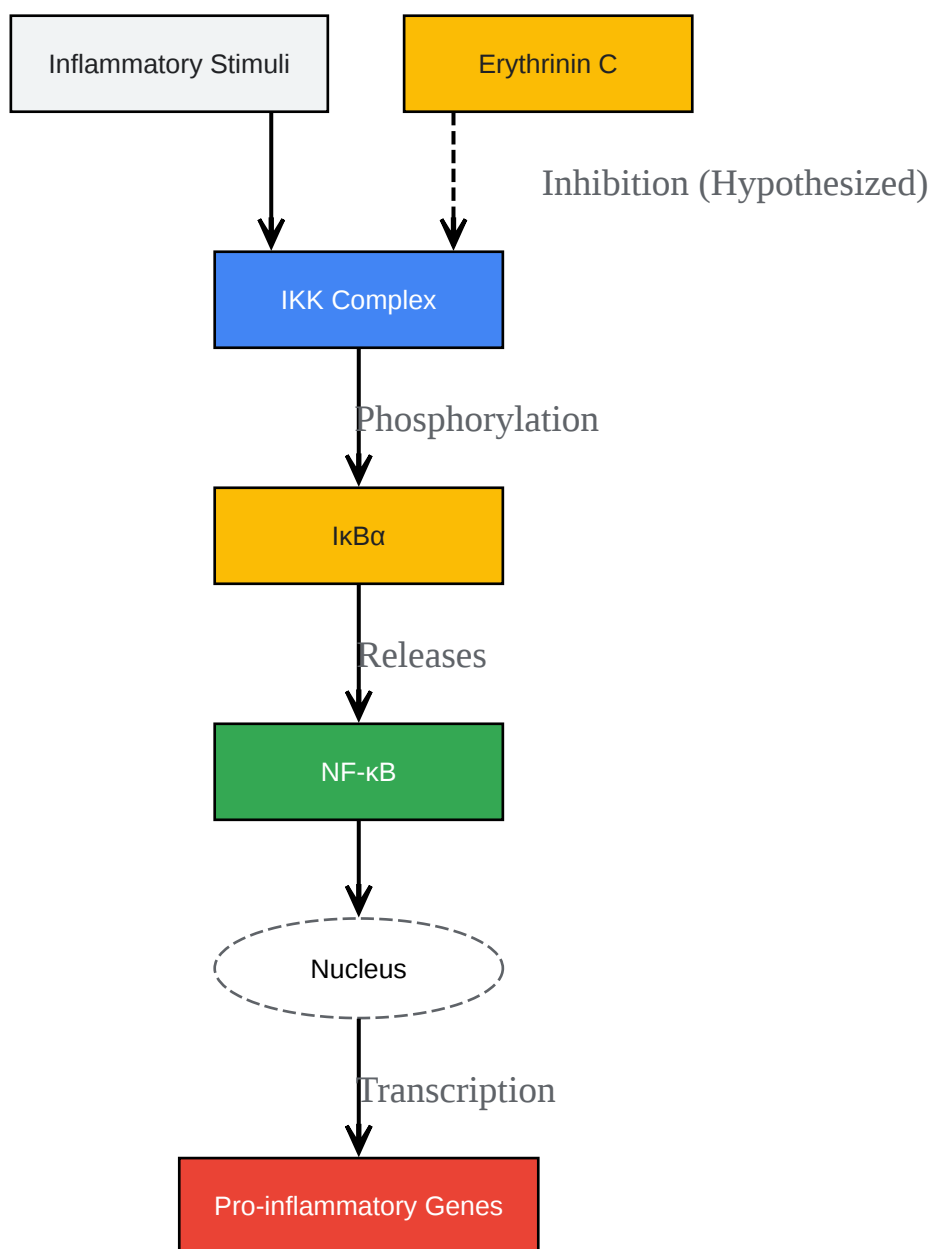 Inflammatory Stimuli
Erythrinin C
Inhibition (Hypothesized)
IKK Complex
Phosphorylation
IκBα
Releases
NF-κB
Nucleus
Transcription
Pro-inflammatory Genes